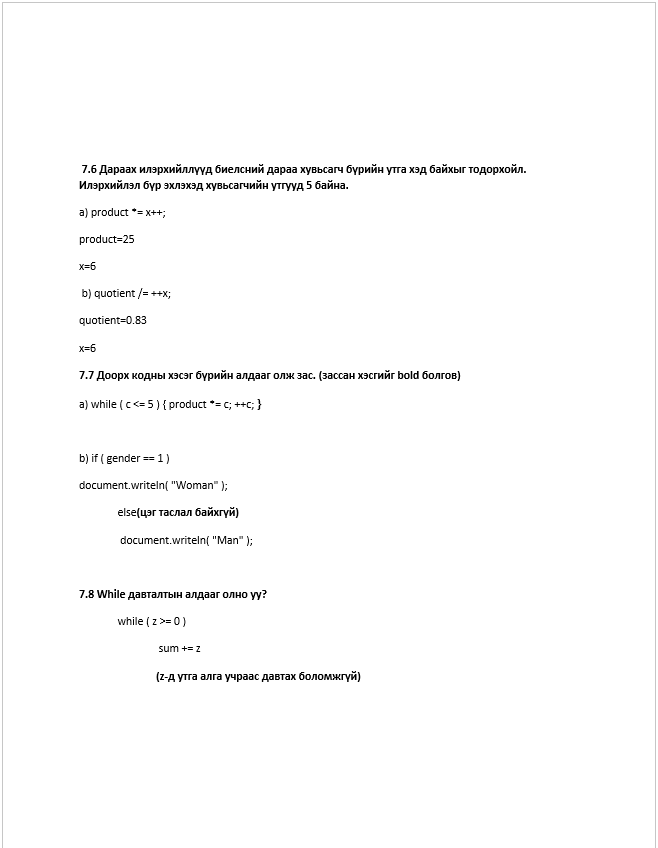 7.6 Дараах илэрхийллүүд биелсний дараа хувьсагч бүрийн утга хэд байхыг тодорхойл.
Илэрхийлэл бүр эхлэхэд хувьсагчийн утгууд 5 байна.
a) product *= x++;
product=25
x=6
b) quotient /= ++x;
quotient=0.83
x=6
7.7 Доорх кодны хэсэг бүрийн алдааг олж зас. (зассан хэсгийг bold болгов)
a) while ( c <= 5 ) { product *= c; ++c; }
b) if ( gender == 1 )
document.writeln( "Woman" );
else(цэг таслал байхгүй)
document.writeln( "Man" );
7.8 While давталтын алдааг олно уу?
while ( z >= 0 )
sum += z
(z-д утга алга учраас давтах боломжгүй)